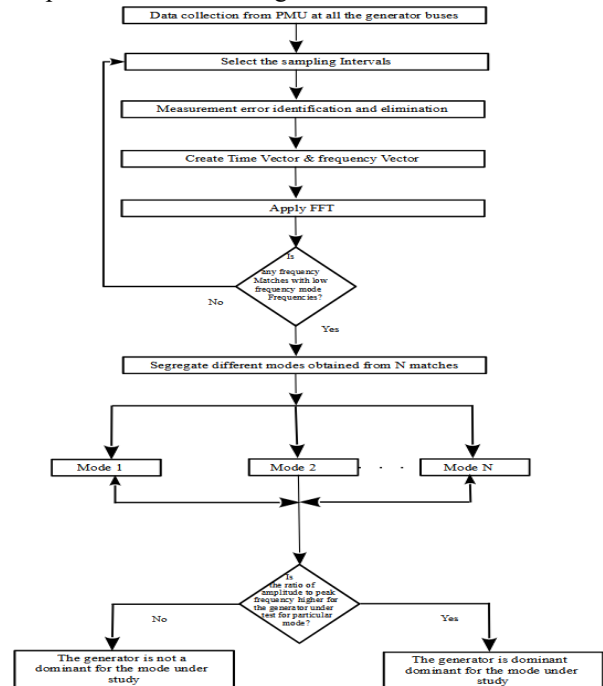 Data collection from PMU at all the generator buses
Select the sampling Intervals
Measurement error identification and elimination
Create Time Vector & frequency Vector
Apply FFT
Is
any frequency
Matches with low
frequency mode
Frequencies?
No
Yes
Segregate different modes obtained from N matches
Mode 1
Mode 2
. . .
Mode N
Is
the ratio of
amplitude to peak
frequency higher for
the generator under
test for particular
mode?
No
Yes
The generator is not a
dominant for the mode under
study
The generator is dominant
dominant for the mode under
study